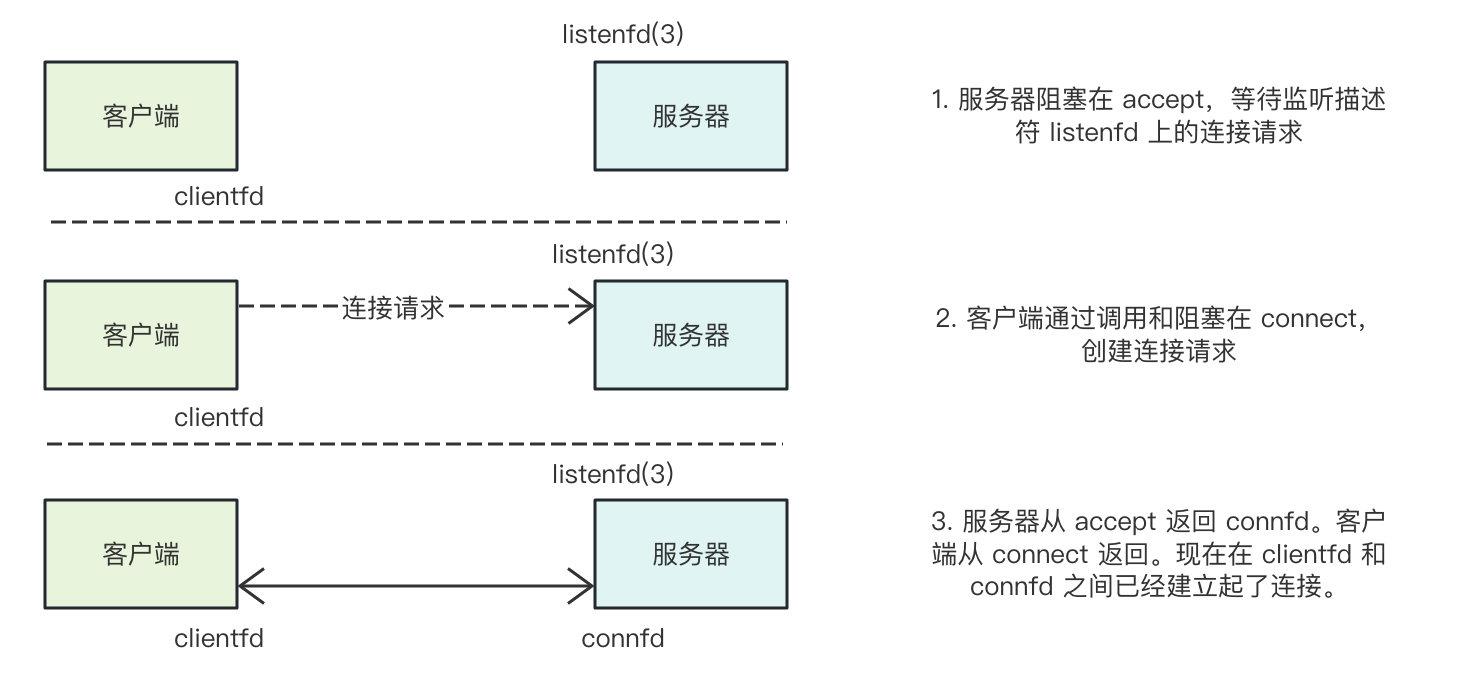 listenfd(3)
客户端
服务器
1. 服务器阻塞在 accept，等待监听描述
符 listenfd 上的连接请求
clientfd
listenfd(3)
连接请求
客户端
服务器
2. 客户端通过调用和阻塞在 connect，
创建连接请求
clientfd
listenfd(3)
客户端
服务器
3. 服务器从 accept 返回 connfd。客户
端从 connect 返回。现在在 clientfd 和
connfd 之间已经建立起了连接。
clientfd
connfd